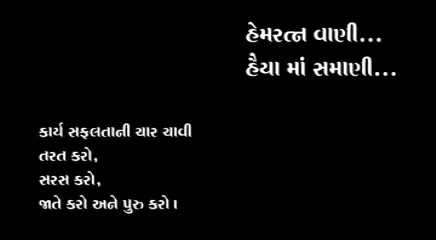 હેમરત્ન વાણી...
હૈયા માં સમાણી...
કાર્ય સફલતાની ચાર ચાવી
તરત કરો,
સરસ કરો,
જાતે કરો અને પુરુ કરો।